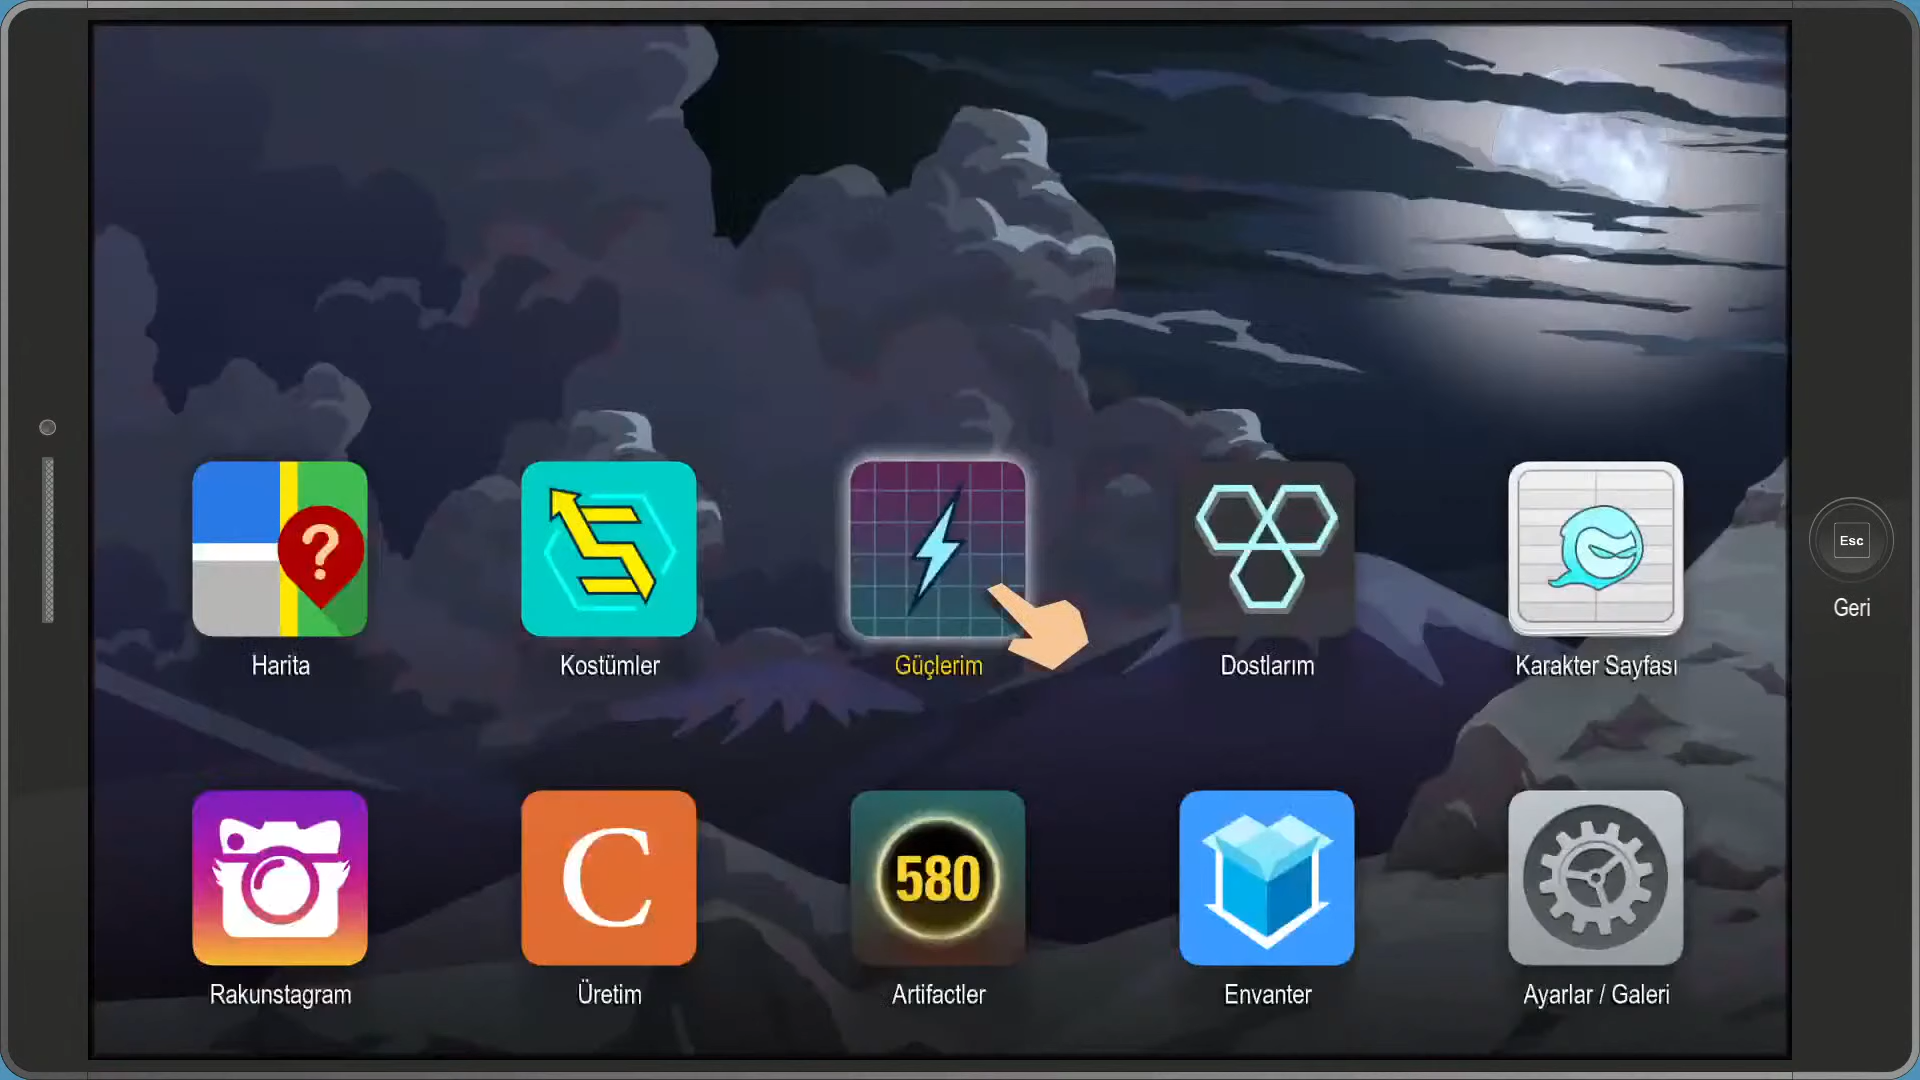 Harita
Kostümler
Güçlerim
Dostlarım
Karakter Sayfası
Esc
Geri
?
C
580
Rakunstagram
Üretim
Artifactler
Envanter
Ayarlar / Galeri